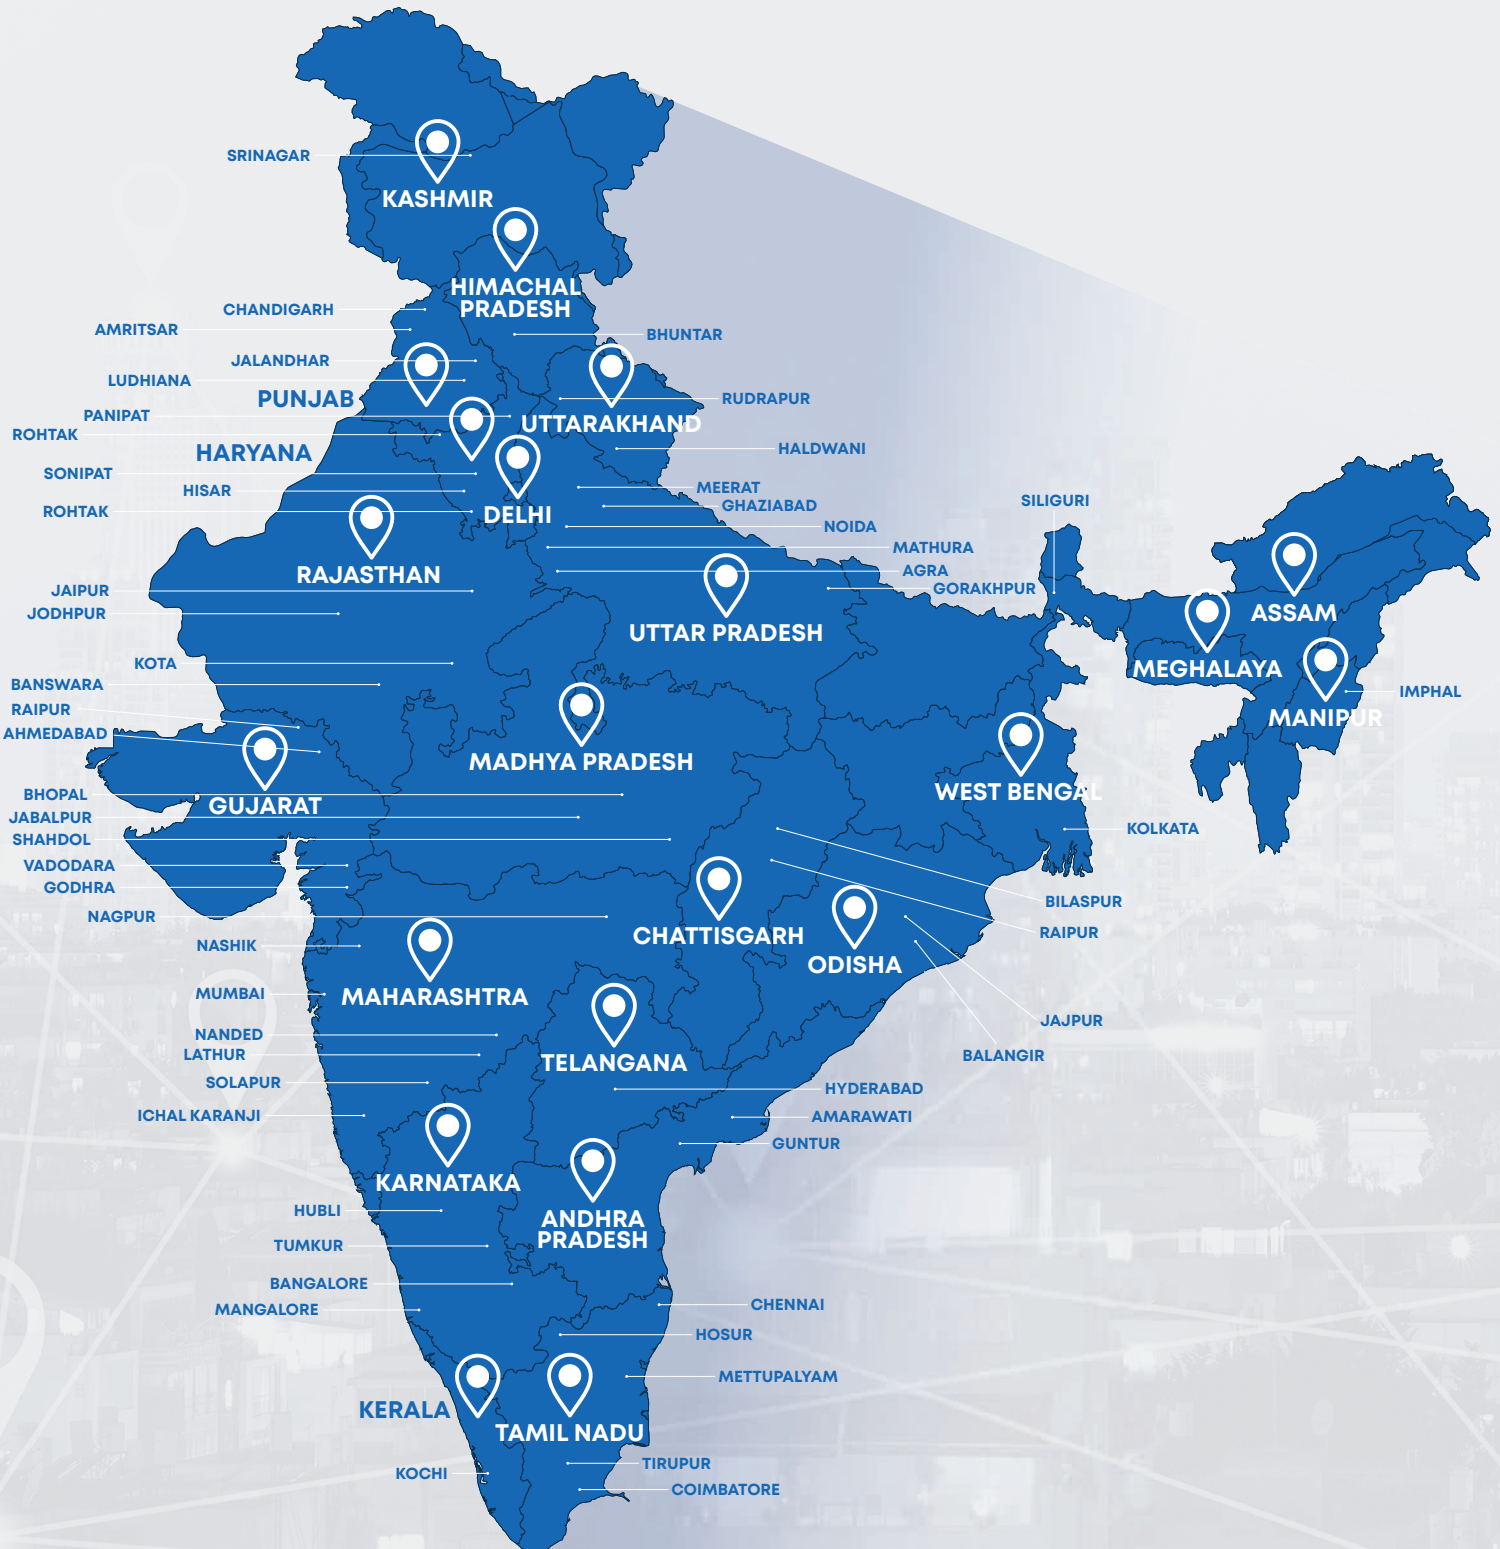 SRINAGAR
KASHMIR
HIMACHAL
PRADESH
CHANDIGARH
AMRITSAR
BHUNTAR
JALANDHAR
LUDHIANA
PUNJAB
RUDRAPUR
PANIPAT
UTTARAKHAND
ROHTAK
HARYANA
HALDWANI
SONIPAT
HISAR
MEERAT
GHAZIABAD
SILIGURI
ROHTAK
DELHI
NOIDA
MATHURA
RAJASTHAN
AGRA
GORAKHPUR
JAIPUR
JODHPUR
ASSAM
UTTAR PRADESH
KOTA
MEGHALAYA
BANSWARA
IMPHAL
RAIPUR
MANIPUR
AHMEDABAD
MADHYA PRADESH
BHOPAL
GUJARAT
WEST BENGAL
JABALPUR
KOLKATA
SHAHDOL
VADODARA
GODHRA
BILASPUR
NAGPUR
CHATTISGARH
RAIPUR
NASHIK
ODISHA
MUMBAI
MAHARASHTRA
JAJPUR
NANDED
LATHUR
BALANGIR
TELANGANA
SOLAPUR
HYDERABAD
ICHAL KARANJI
AMARAWATI
GUNTUR
KARNATAKA
HUBLI
ANDHRA
PRADESH
TUMKUR
BANGALORE
MANGALORE
CHENNAI
HOSUR
METTUPALYAM
KERALA
TAMIL NADU
TIRUPUR
KOCHI
COIMBATORE